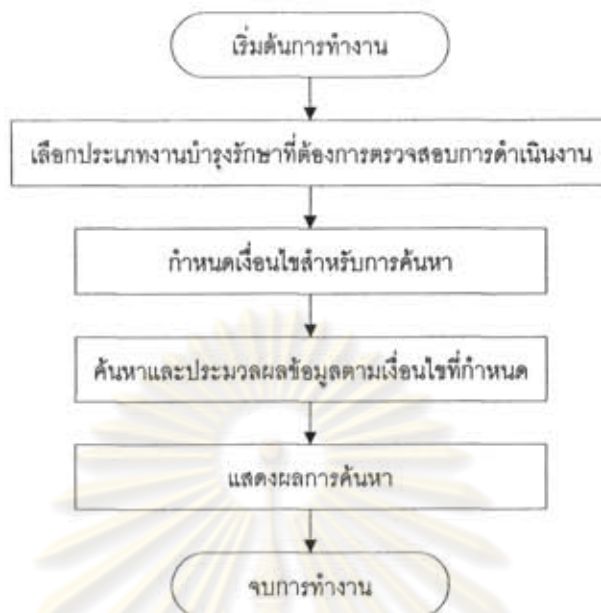 เริ่มต้นการทำงาน
เลือกประเภทงานบำรุงรักษาที่ต้องการตรวจสอบการดำเนินงาน
กำหนดเงื่อนไขสำหรับการค้นหา
ค้นหาและประมวลผลข้อมูลตามเงื่อนไขที่กำหนด
แสดงผลการค้นหา
จบการทำงาน